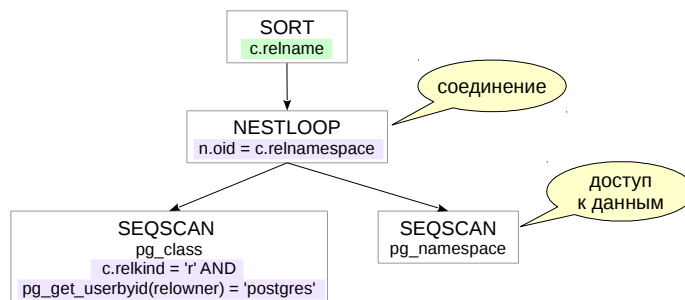 SORT
c.relname
соединение
NESTLOOP
n.oid = c.relnamespace
доступ
к данным
SEQSCAN
pg_class
c.relkind = 'r' AND
pg_get_userbyid(relowner) = 'postgres'
SEQSCAN
pg_namespace